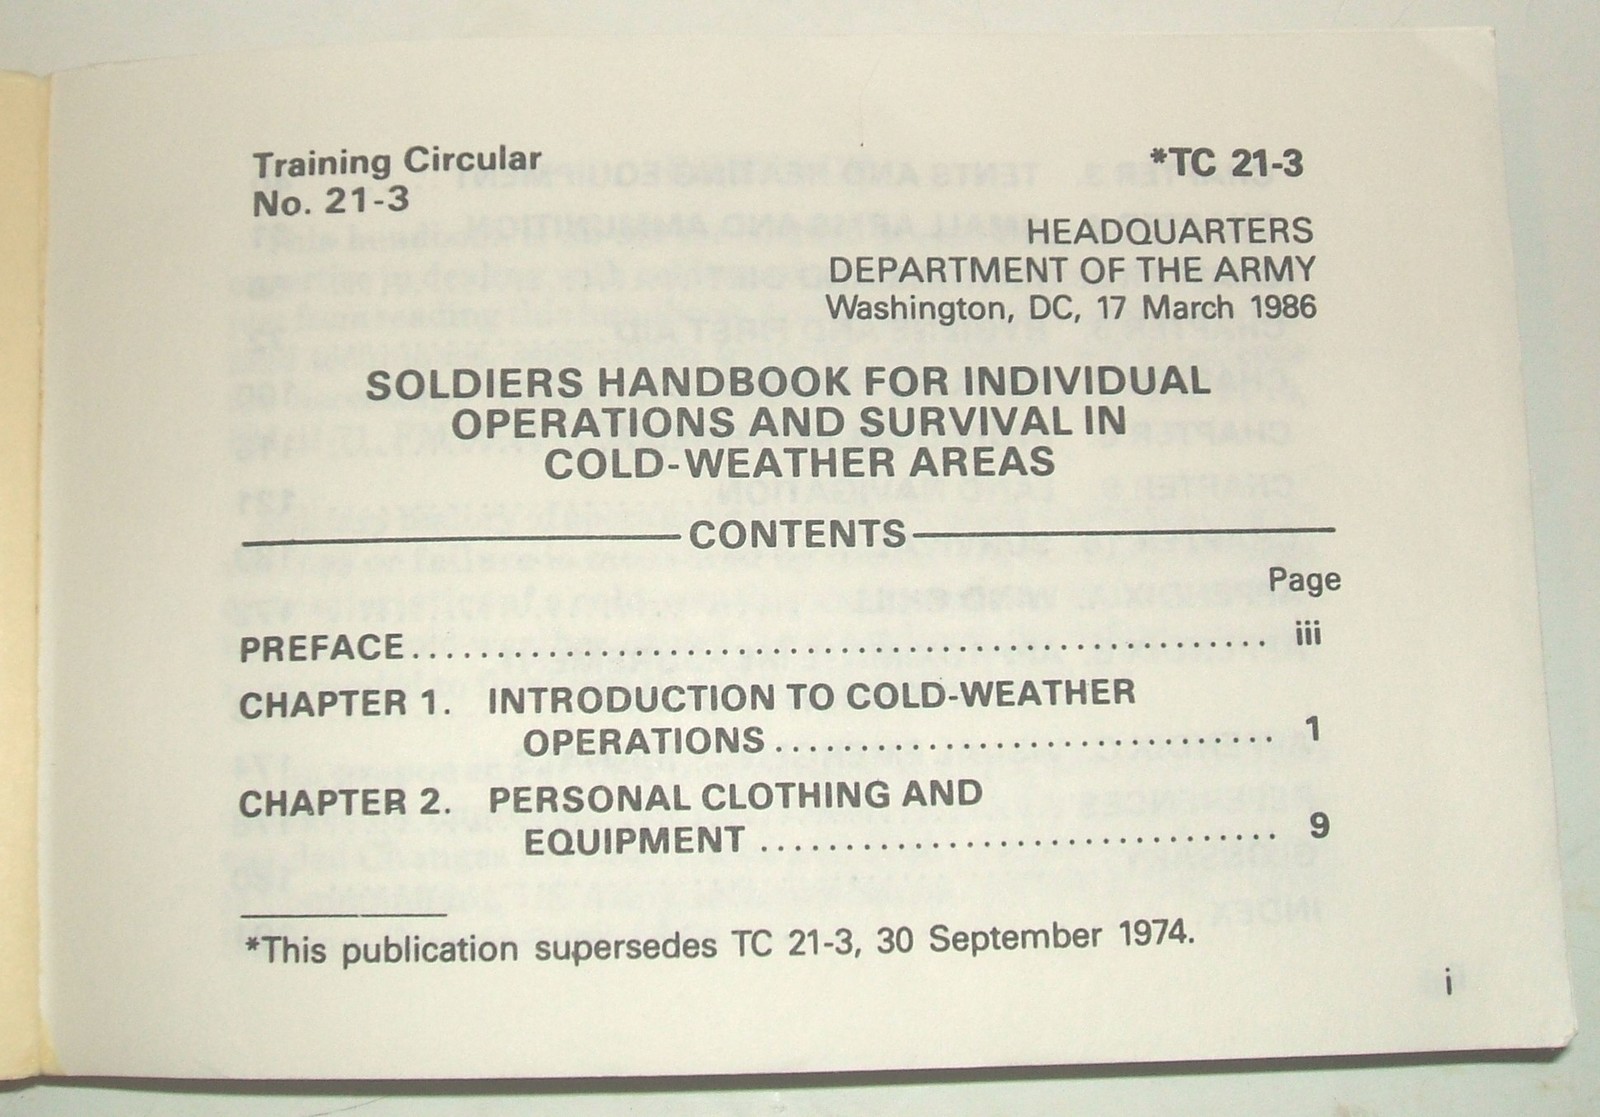 Training Circular
No. 21-3
*TC 21-3
HEADQUARTERS
DEPARTMENT OF THE ARMY
Washington, DC, 17 March 1986
SOLDIERS HANDBOOK FOR INDIVIDUAL
OPERATIONS AND SURVIVAL IN
COLD-WEATHER AREAS
CONTENTS
Page
PREFACE.................................................. iii
CHAPTER 1. INTRODUCTION TO COLD-WEATHER
OPERATIONS ............................. 1
CHAPTER 2. PERSONAL CLOTHING AND
EQUIPMENT .............................. 9
*This publication supersedes TC 21-3, 30 September 1974.
i